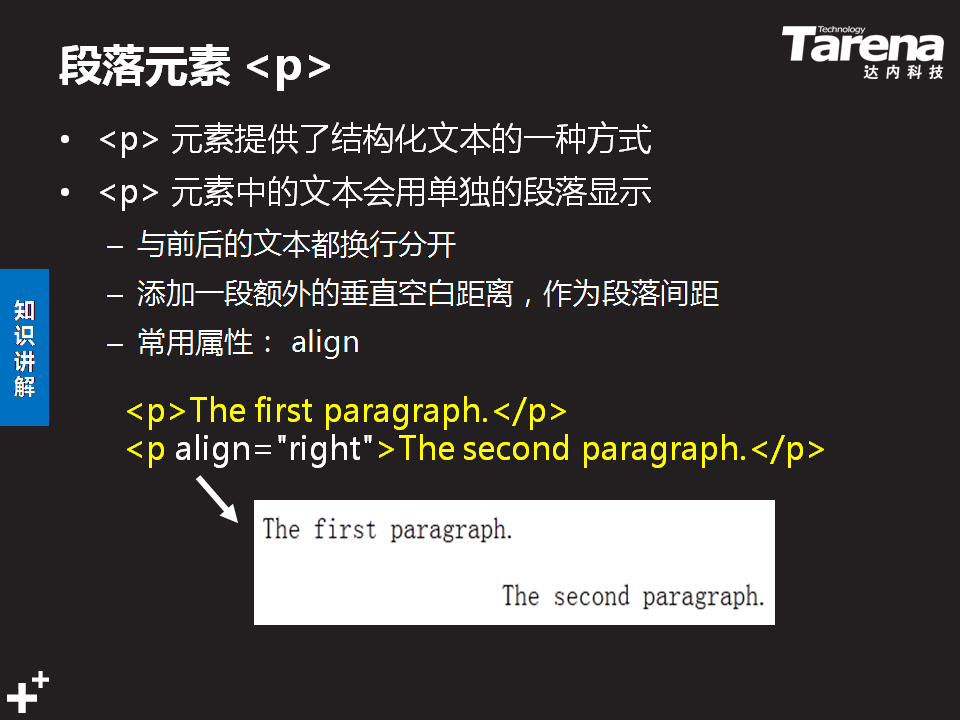 段落元素 <p>
Technology
Tarena
达内科技
• <p> 元素提供了结构化文本的一种方式
• <p> 元素中的文本会用单独的段落显示
– 与前后的文本都换行分开
– 添加一段额外的垂直空白距离，作为段落间距
– 常用属性： align
知识讲解
<p>The first paragraph.</p>
<p align="right">The second paragraph.</p>
The first paragraph.
The second paragraph.